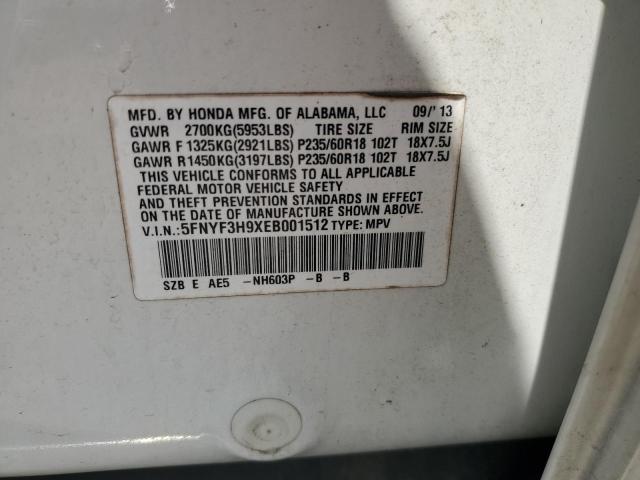 MFD. BY HONDA MFG. OF ALABAMA, LLC 09/'13
GVWR 2700KG(5953LBS) TIRE SIZE RIM SIZE
GAWR F 1325KG(2921LBS) P235/60R18 102T 18X7.5J
GAWR R 1450KG(3197LBS) P235/60R18 102T 18X7.5J
THIS VEHICLE CONFORMS TO ALL APPLICABLE
FEDERAL MOTOR VEHICLE SAFETY
AND THEFT PREVENTION STANDARDS IN EFFECT
ON THE DATE OF MANUFACTURE SHOWN ABOVE.
V.I.N.:5FNYF3H9XEB001512 TYPE: MPV
SZB E AE5 -NH603P -B -B